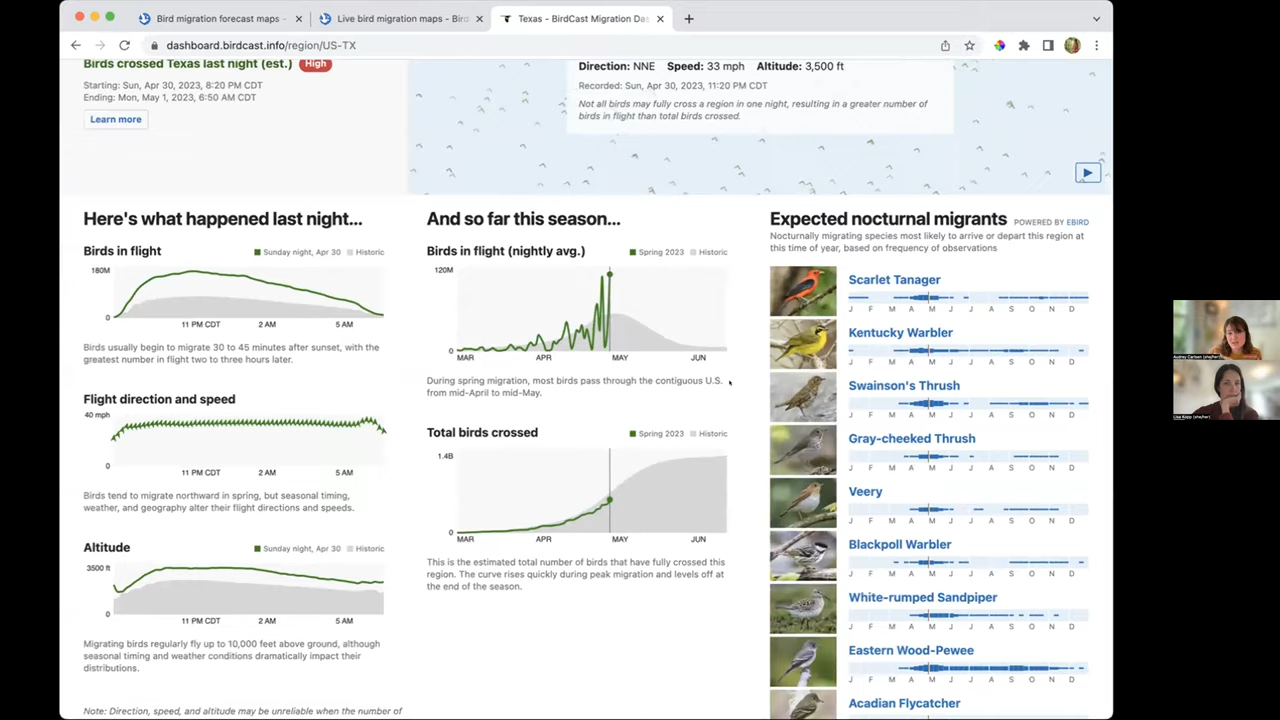 Bird migration forecast maps -
Live bird migration maps - Bird
Texas - BirdCast Migration Das
dashboard.birdcast.info/region/US-TX
Birds crossed Texas last night (est.) High
Starting: Sun, Apr 30, 2023, 8:20 PM CDT
Ending: Mon, May 1, 2023, 6:50 AM CDT
Learn more
Direction: NNE Speed: 33 mph Altitude: 3,500 ft
Recorded: Sun, Apr 30, 2023, 11:20 PM CDT
Not all birds may fully cross a region in one night, resulting in a greater number of
birds in flight than total birds crossed.
Here's what happened last night...
Birds in flight
Sunday night, Apr 30 Historic
180M
0
11 PM CDT 2 AM 5 AM
Birds usually begin to migrate 30 to 45 minutes after sunset, with the
greatest number in flight two to three hours later.
Flight direction and speed
40 mph
0
11 PM CDT 2 AM 5 AM
Birds tend to migrate northward in spring, but seasonal timing,
weather, and geography alter their flight directions and speeds.
Altitude
Sunday night, Apr 30 Historic
3500 ft
0
11 PM CDT 2 AM 5 AM
Migrating birds regularly fly up to 10,000 feet above ground, although
seasonal timing and weather conditions dramatically impact their
distributions.
Note: Direction, speed, and altitude may be unreliable when the number of
And so far this season...
Birds in flight (nightly avg.)
Spring 2023 Historic
120M
0
MAR APR MAY JUN
During spring migration, most birds pass through the contiguous U.S.
from mid-April to mid-May.
Total birds crossed
Spring 2023 Historic
1.4B
0
MAR APR MAY JUN
This is the estimated total number of birds that have fully crossed this
region. The curve rises quickly during peak migration and levels off at
the end of the season.
Expected nocturnal migrants POWERED BY EBIRD
Nocturnally migrating species most likely to arrive or depart this region at
this time of year, based on frequency of observations
Scarlet Tanager
J F M A M J J A S O N D
Kentucky Warbler
J F M A M J J A S O N D
Swainson's Thrush
J F M A M J J A S O N D
Gray-cheeked Thrush
J F M A M J J A S O N D
Veery
J F M A M J J A S O N D
Blackpoll Warbler
J F M A M J J A S O N D
White-rumped Sandpiper
J F M A M J J A S O N D
Eastern Wood-Pewee
J F M A M J J A S O N D
Acadian Flycatcher
Audrey Carlsen (she/her)
Lisa Kopp (she/her)